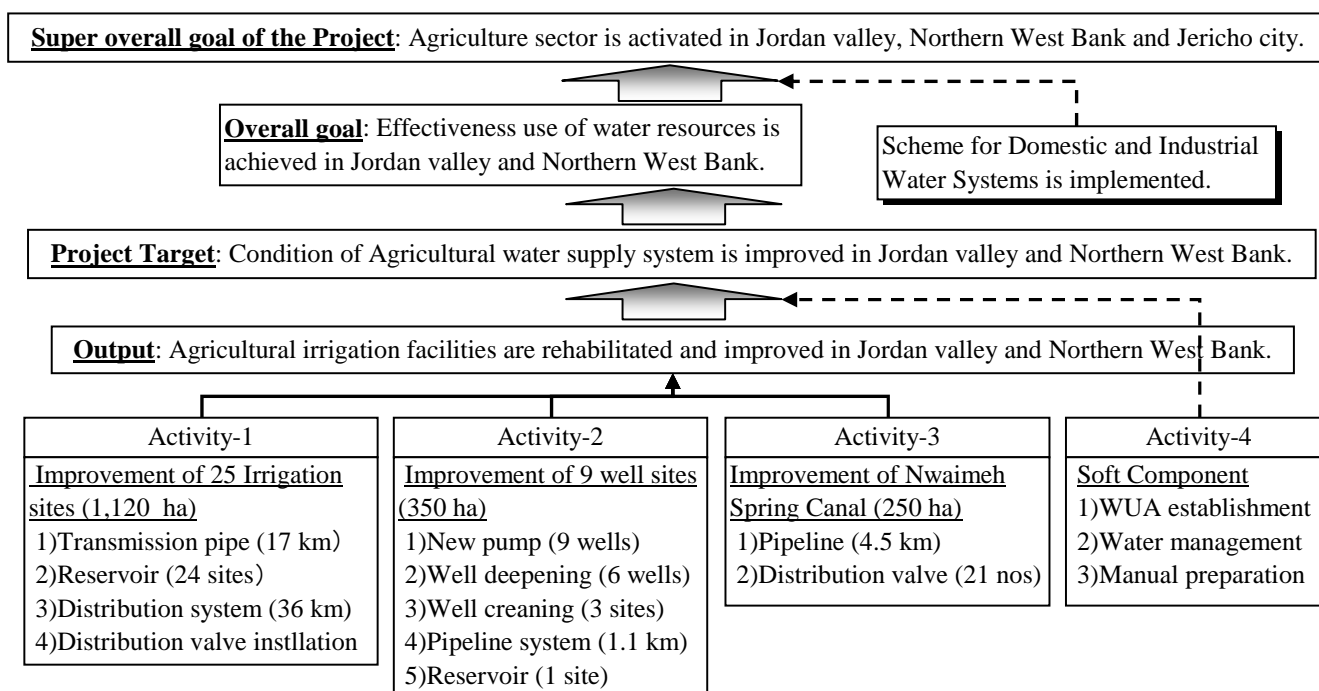 Super overall goal of the Project: Agriculture sector is activated in Jordan valley, Northern West Bank and Jericho city.
Overall goal: Effectiveness use of water resources is
achieved in Jordan valley and Northern West Bank.
Scheme for Domestic and Industrial
Water Systems is implemented.
Project Target: Condition of Agricultural water supply system is improved in Jordan valley and Northern West Bank.
Output: Agricultural irrigation facilities are rehabilitated and improved in Jordan valley and Northern West Bank.
Activity-1
Improvement of 25 Irrigation
sites (1,120 ha)
1)Transmission pipe (17 km）
2)Reservoir (24 sites）
3)Distribution system (36 km)
4)Distribution valve instllation
Activity-2
Improvement of 9 well sites
(350 ha)
1)New pump (9 wells)
2)Well deepening (6 wells)
3)Well creaning (3 sites)
4)Pipeline system (1.1 km)
5)Reservoir (1 site)
Activity-3
Improvement of Nwaimeh
Spring Canal (250 ha)
1)Pipeline (4.5 km)
2)Distribution valve (21 nos)
Activity-4
Soft Component
1)WUA establishment
2)Water management
3)Manual preparation